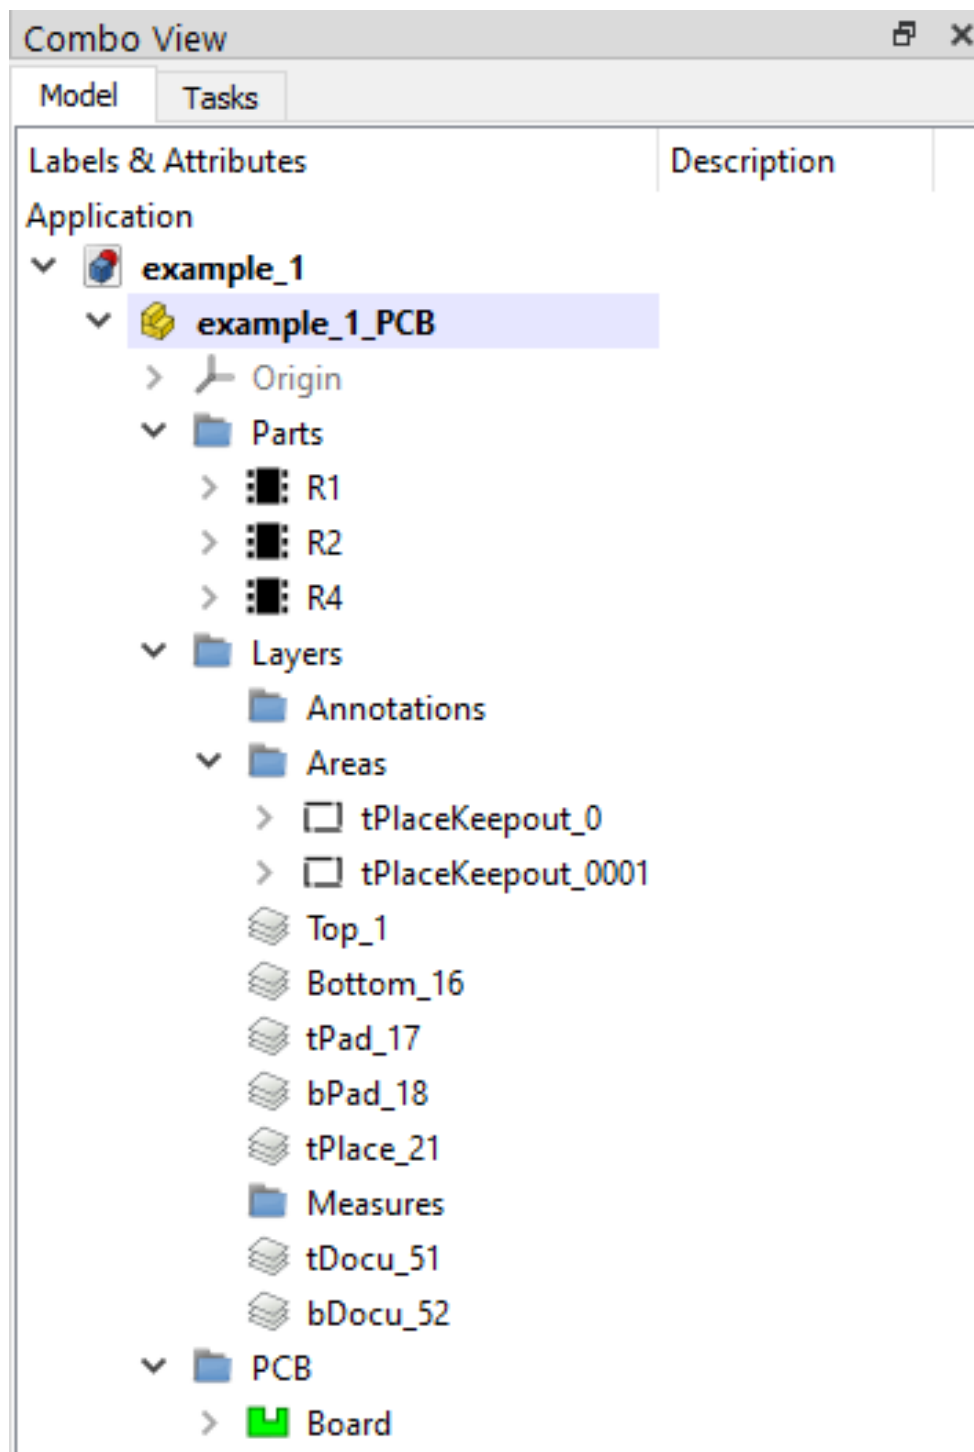 Combo View
Model Tasks
Labels & Attributes Description
Application
example_1
example_1_PCB
Origin
Parts
R1
R2
R4
Layers
Annotations
Areas
tPlaceKeepout_0
tPlaceKeepout_0001
Top_1
Bottom_16
tPad_17
bPad_18
tPlace_21
Measures
tDocu_51
bDocu_52
PCB
Board